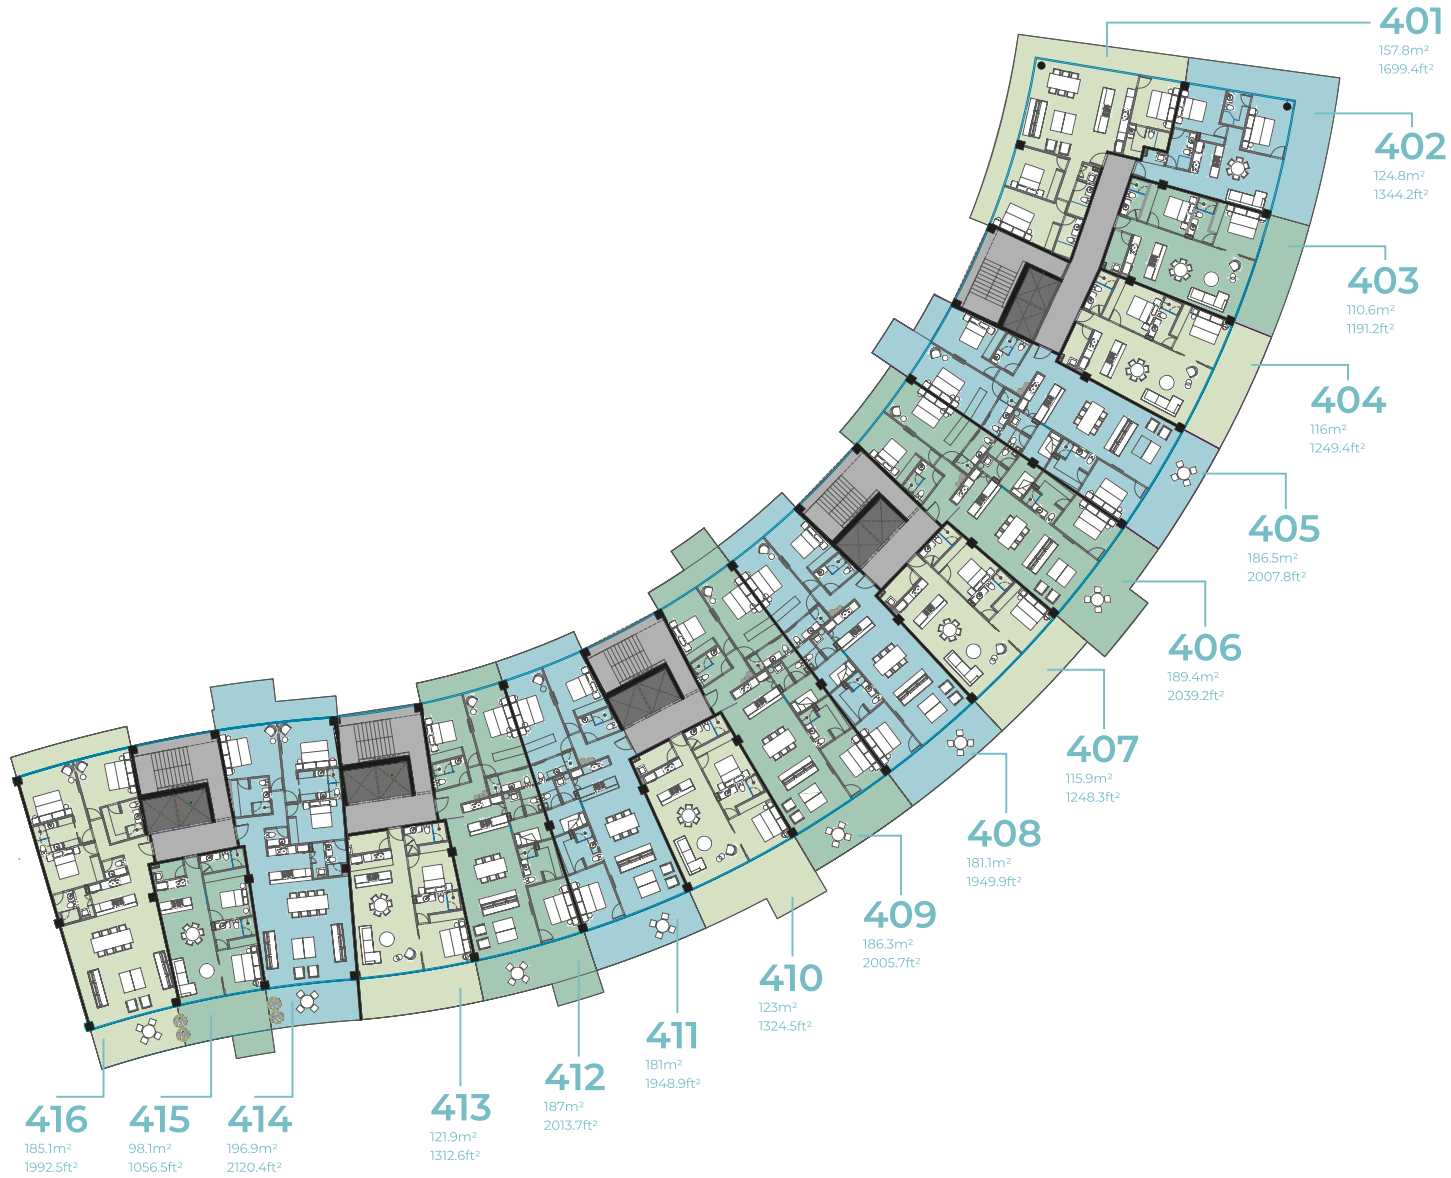 401
157.8m²
1699.4ft²
402
124.8m²
1344.2ft²
403
110.6m²
1191.2ft²
404
116m²
1249.4ft²
405
186.5m²
2007.8ft²
406
189.4m²
2039.2ft²
407
115.9m²
1248.3ft²
408
181.1m²
1949.9ft²
409
186.3m²
2005.7ft²
410
123m²
1324.5ft²
411
181m²
1948.9ft²
412
187m²
2013.7ft²
413
121.9m²
1312.6ft²
414
196.9m²
2120.4ft²
415
98.1m²
1056.5ft²
416
185.1m²
1992.5ft²